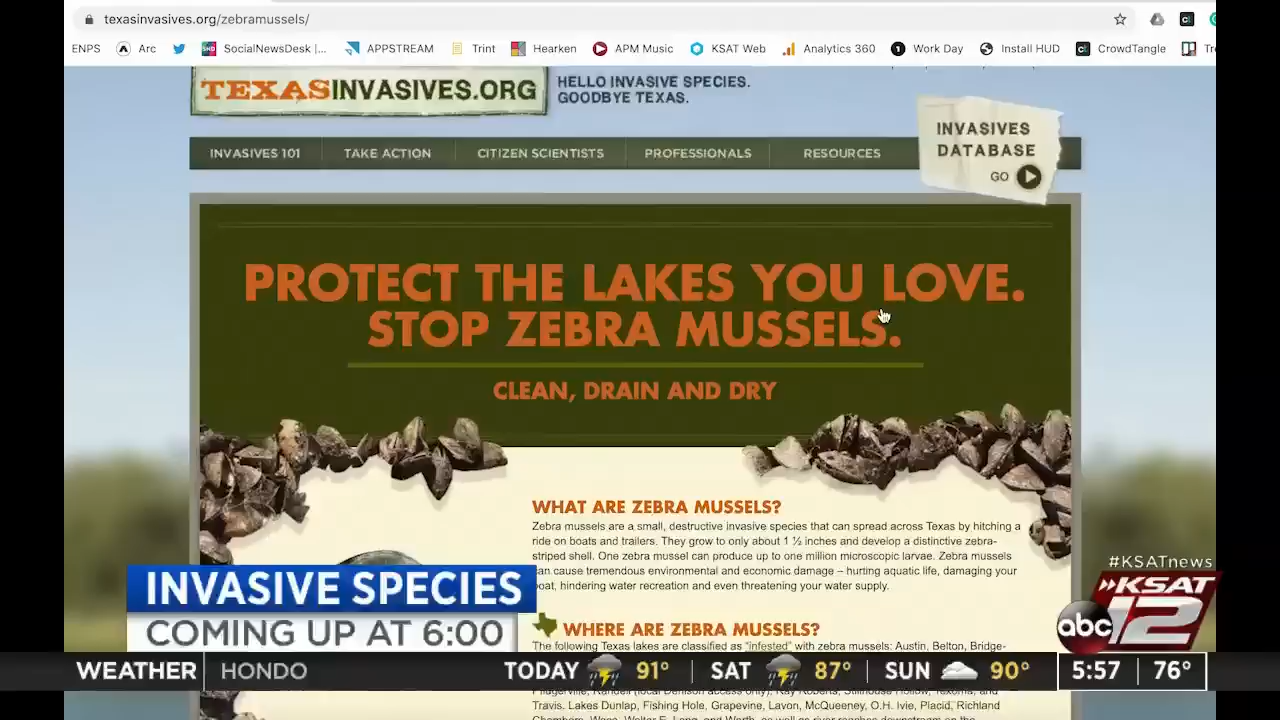 texasinvasives.org/zebramussels/
ENPS Arc SocialNewsDesk |... APPSTREAM Trint Hearken APM Music KSAT Web Analytics 360 Work Day Install HUD CrowdTangle
TEXASINVASIVES.ORG
HELLO INVASIVE SPECIES.
GOODBYE TEXAS.
INVASIVES 101 TAKE ACTION CITIZEN SCIENTISTS PROFESSIONALS RESOURCES
INVASIVES
DATABASE
GO
PROTECT THE LAKES YOU LOVE.
STOP ZEBRA MUSSELS.
CLEAN, DRAIN AND DRY
WHAT ARE ZEBRA MUSSELS?
Zebra mussels are a small, destructive invasive species that can spread across Texas by hitching a
ride on boats and trailers. They grow to only about 1 ½ inches and develop a distinctive zebra-
striped shell. One zebra mussel can produce up to one million microscopic larvae. Zebra mussels
can cause tremendous environmental and economic damage – hurting aquatic life, damaging your
boat, hindering water recreation and even threatening your water supply.
WHERE ARE ZEBRA MUSSELS?
The following Texas lakes are classified as "infested" with zebra mussels: Austin, Belton, Bridge-
Travis. Lakes Dunlap, Fishing Hole, Grapevine, Lavon, McQueeney, O.H. Ivie, Placid, Richland
INVASIVE SPECIES
COMING UP AT 6:00
#KSATnews
KSAT
abc 12
WEATHER HONDO TODAY 91° SAT 87° SUN 90° 5:57 76°